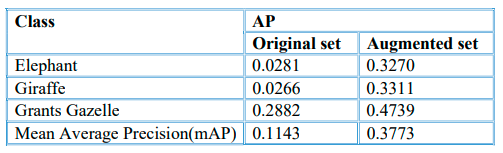 Class AP
Original set Augmented set
Elephant 0.0281 0.3270
Giraffe 0.0266 0.3311
Grants Gazelle 0.2882 0.4739
Mean Average Precision(mAP) 0.1143 0.3773